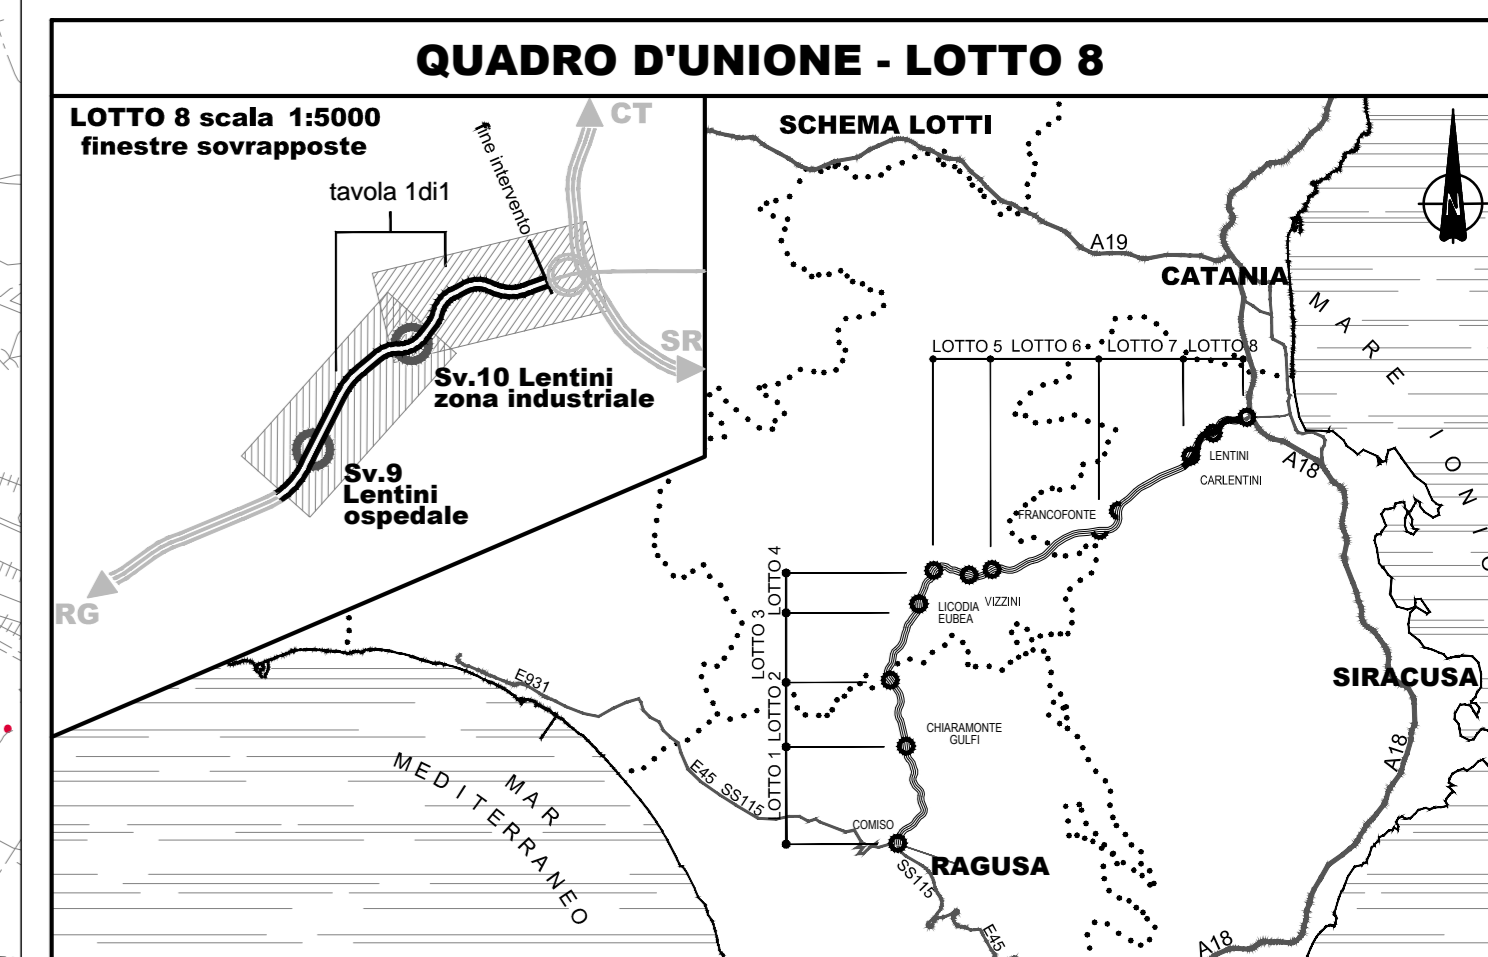 QUADRO D'UNIONE - LOTTO 8
LOTTO 8 scala 1:5000
finestre sovrapposte
tavola 1di1
fine intervento
CT
SR
RG
Sv.10 Lentini
zona industriale
Sv.9
Lentini
ospedale
SCHEMA LOTTI
A19
CATANIA
N
MARE IONIO
LOTTO 5
LOTTO 6
LOTTO 7
LOTTO 8
LENTINI
CARLENTINI
A18
FRANCOFONTE
LOTTO 4
LOTTO 3
LOTTO 2
LOTTO 1
VIZZINI
LICODIA
EUBEA
SIRACUSA
E931
CHIARAMONTE
GULFI
A18
MAR
MEDITERRANEO
E45 SS115
COMISO
RAGUSA
SS115
E45
A18